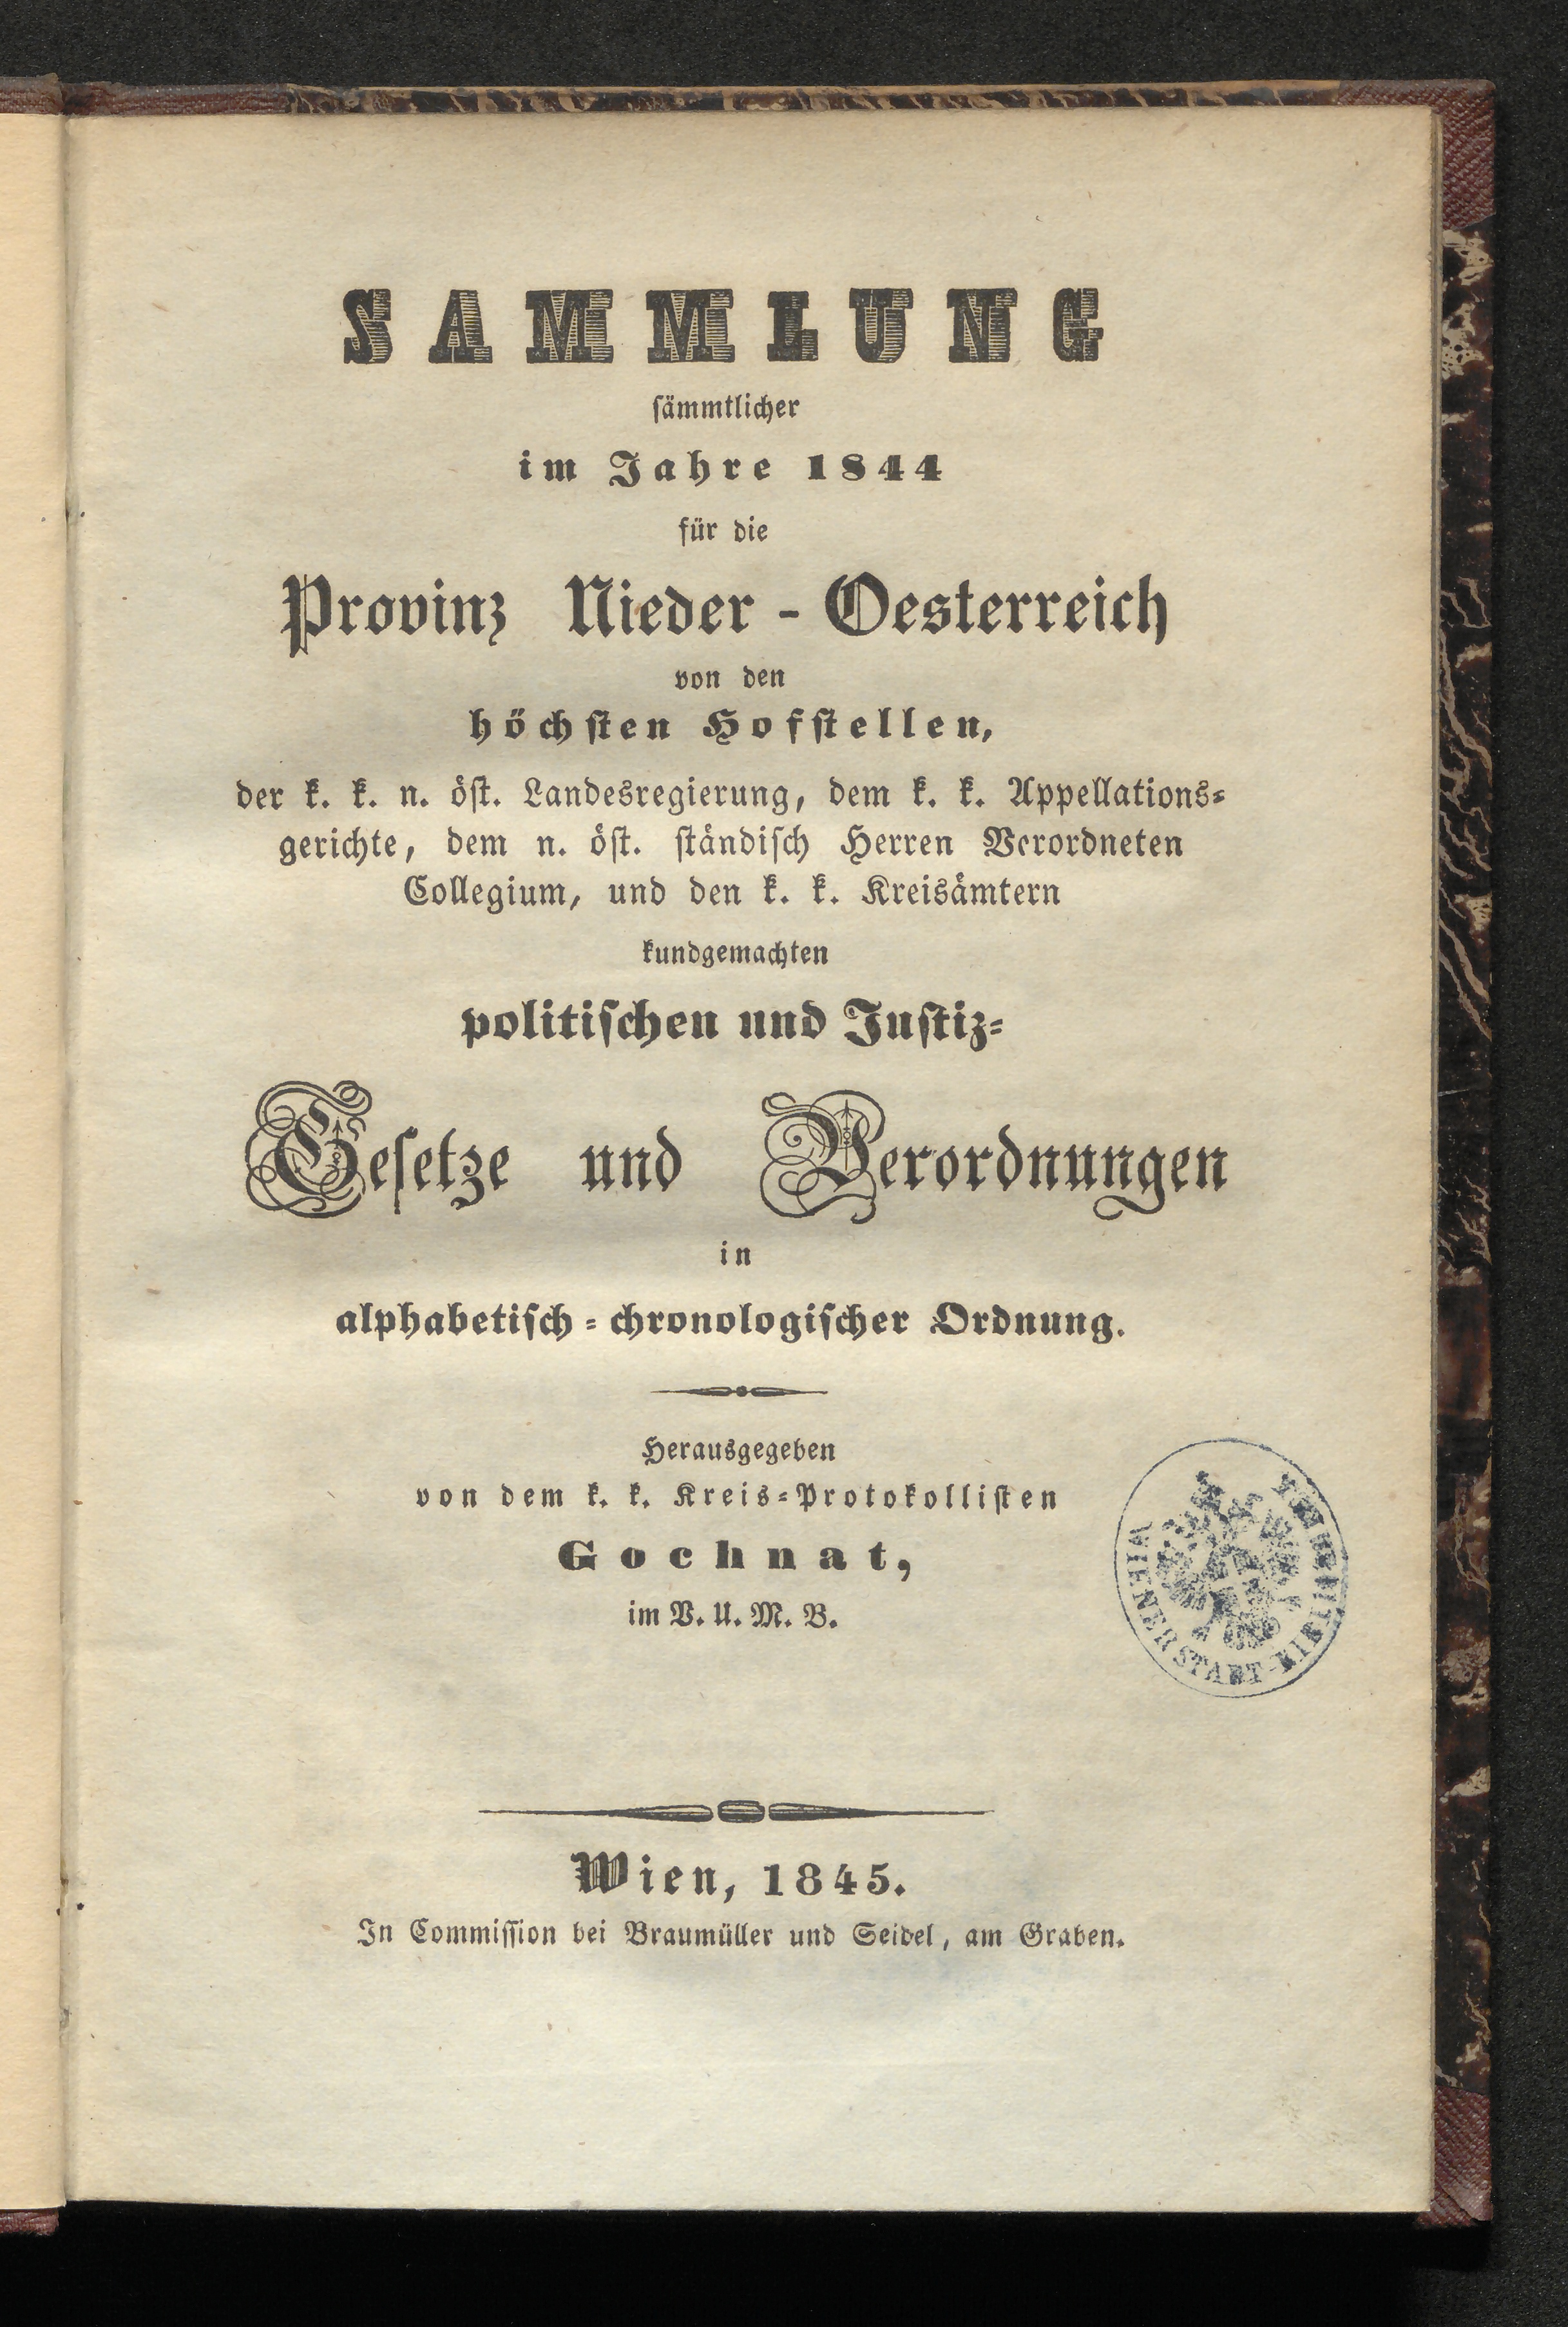 SAMMLUNG
ſämmtlicher
im Jahre 1844
für die
Provinz Nieder-Oesterreich
von den
höchſten Hofſtellen,
der k. k. n. öſt. Landesregierung, dem k. k. Appellations-
gerichte, dem n. öſt. ſtändiſch Herren Verordneten
Collegium, und den k. k. Kreisämtern
kundgemachten
politiſchen und Juſtiz-
Geſetze und Verordnungen
in
alphabetiſch-chronologiſcher Ordnung.
Herausgegeben
von dem k. k. Kreis-Protokolliſten
Gochnat,
im V. U. M. B.
WIENER STADT-BIBLIOTHEK
Wien, 1845.
In Commiſſion bei Braumüller und Seidel, am Graben.